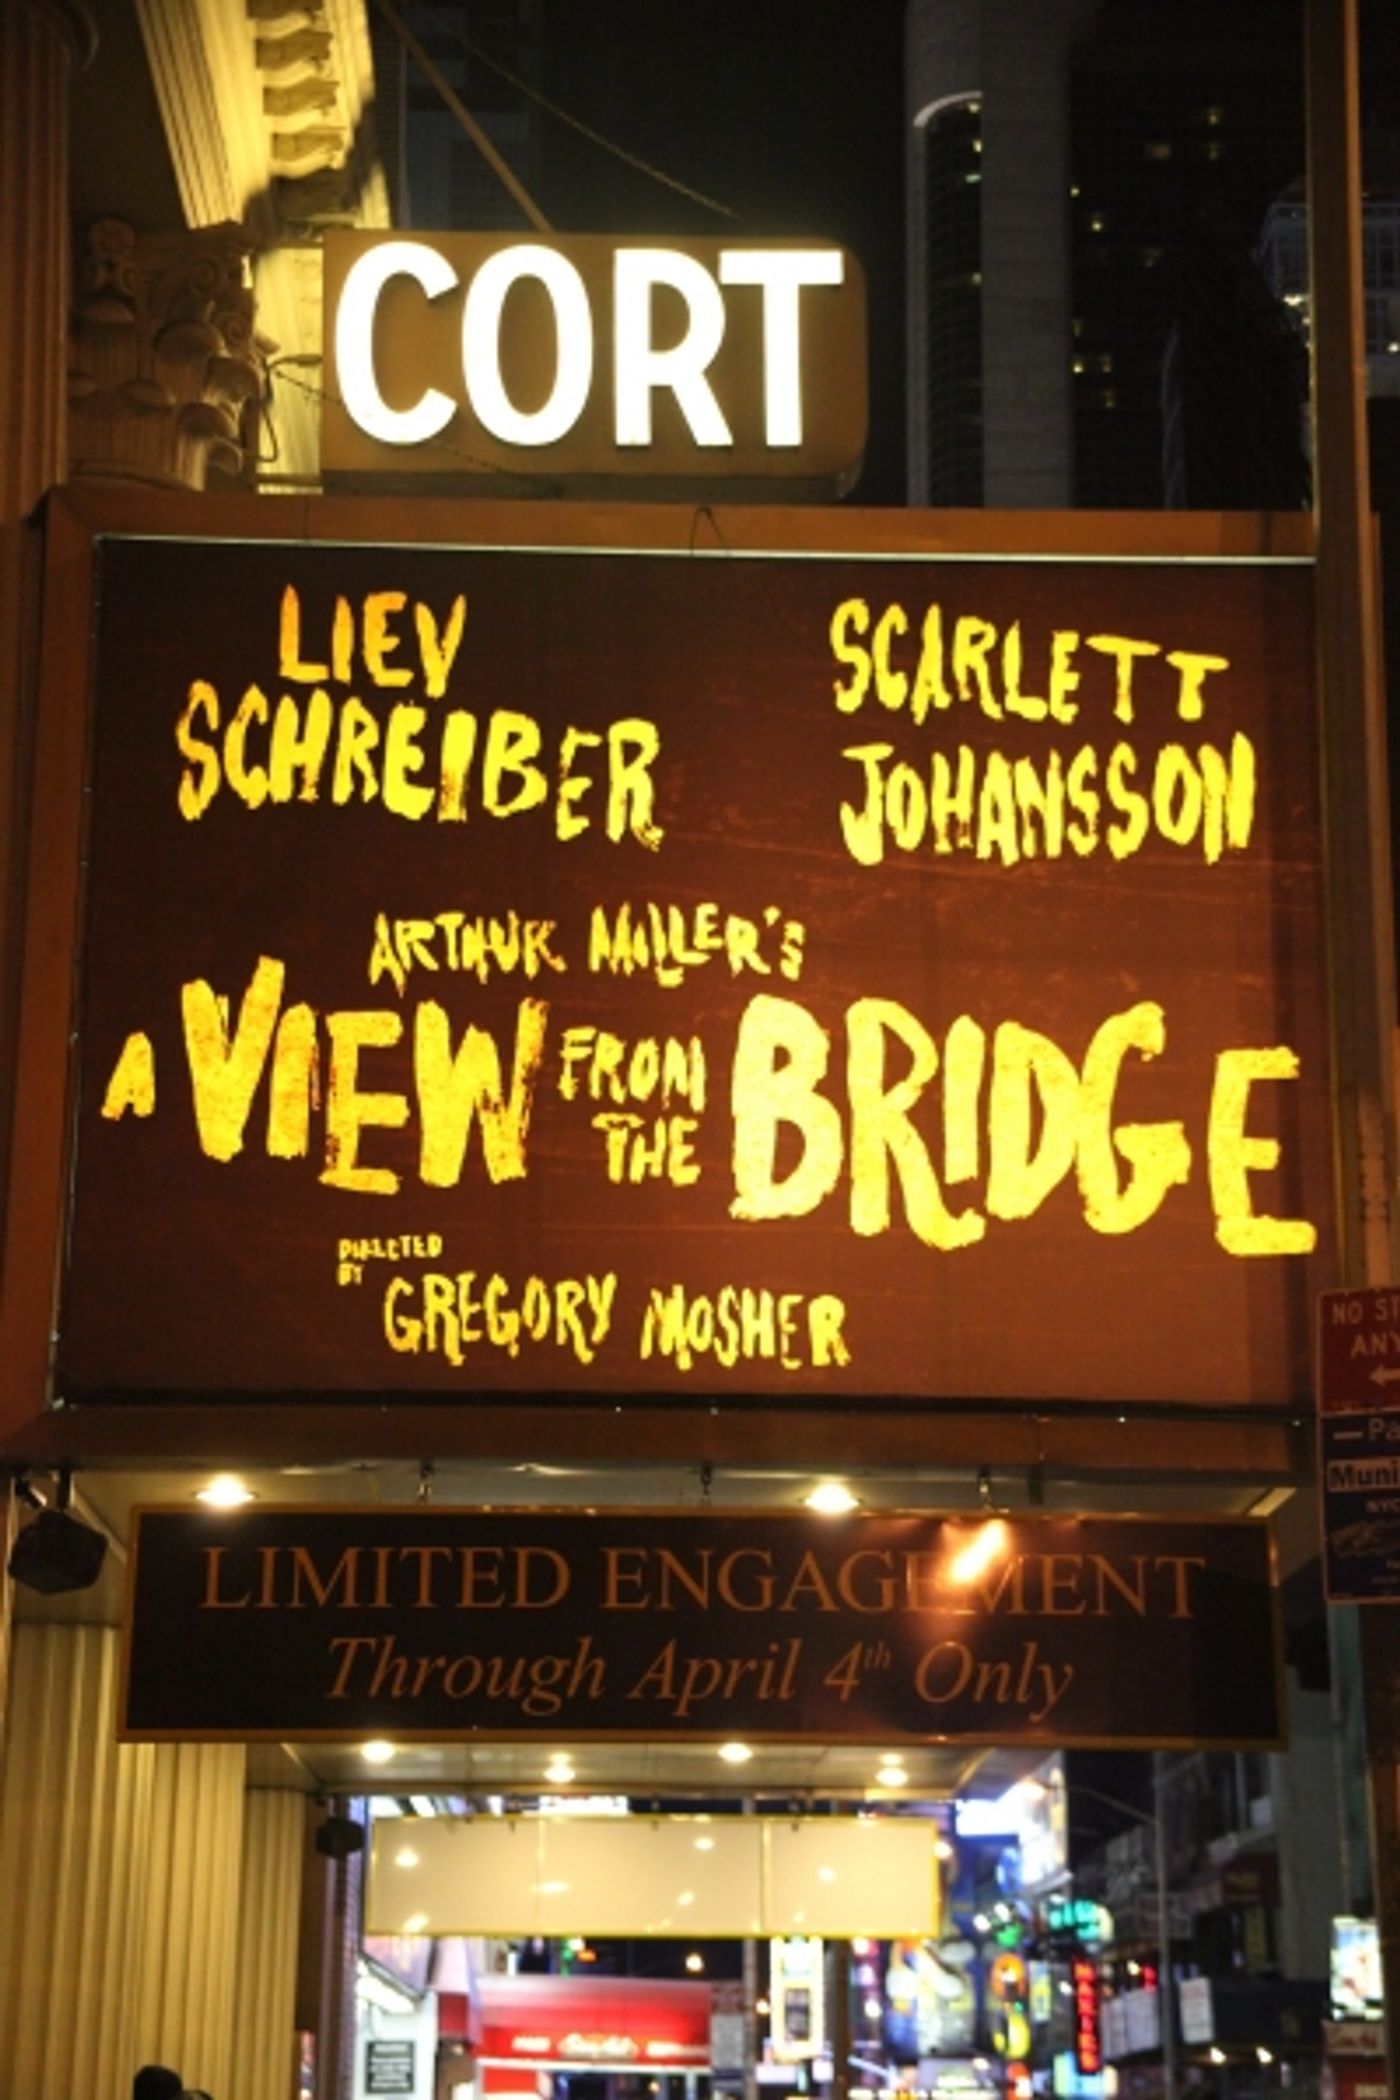 CORT
LIEV
SCHREIBER
SCARLETT
JOHANSSON
ARTHUR MILLER'S
A VIEW FROM THE BRIDGE
DIRECTED
BY
GREGORY MOSHER
NO
LIMITED ENGAGEMENT
Through April 4th Only